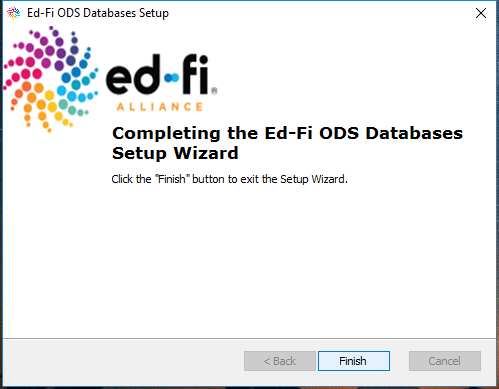 Ed-Fi ODS Databases Setup
ed-fi®
ALLIANCE
Completing the Ed-Fi ODS Databases
Setup Wizard
Click the "Finish" button to exit the Setup Wizard.
< Back Finish Cancel